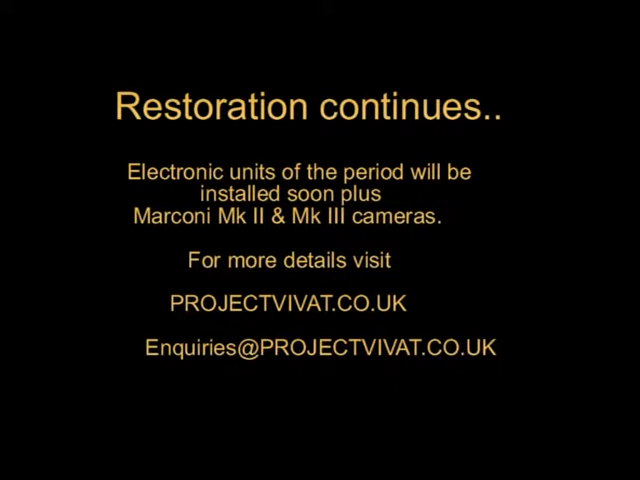 Restoration continues..
Electronic units of the period will be
installed soon plus
Marconi Mk II & Mk III cameras.
For more details visit
PROJECTVIVAT.CO.UK
Enquiries@PROJECTVIVAT.CO.UK